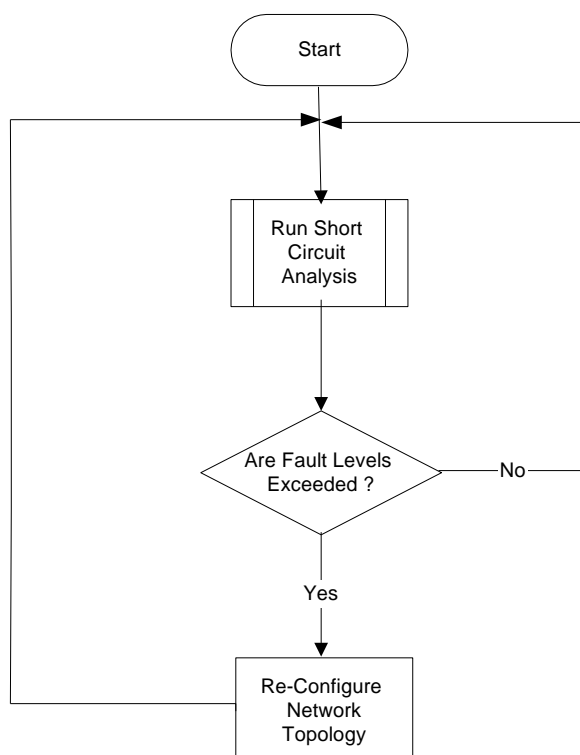 Start
Run Short
Circuit
Analysis
Are Fault Levels
Exceeded ?
No
Yes
Re-Configure
Network
Topology